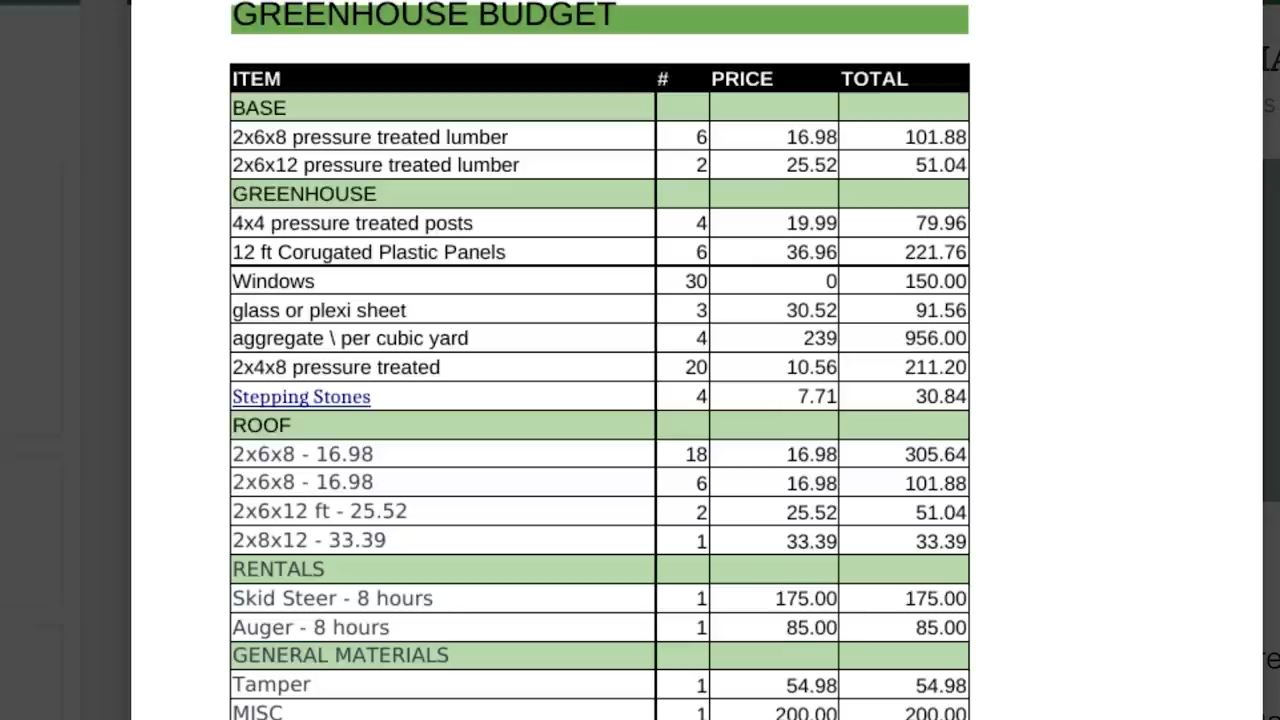 GREENHOUSE BUDGET
ITEM # PRICE TOTAL
BASE
2x6x8 pressure treated lumber 6 16.98 101.88
2x6x12 pressure treated lumber 2 25.52 51.04
GREENHOUSE
4x4 pressure treated posts 4 19.99 79.96
12 ft Corugated Plastic Panels 6 36.96 221.76
Windows 30 0 150.00
glass or plexi sheet 3 30.52 91.56
aggregate \ per cubic yard 4 239 956.00
2x4x8 pressure treated 20 10.56 211.20
Stepping Stones 4 7.71 30.84
ROOF
2x6x8 - 16.98 18 16.98 305.64
2x6x8 - 16.98 6 16.98 101.88
2x6x12 ft - 25.52 2 25.52 51.04
2x8x12 - 33.39 1 33.39 33.39
RENTALS
Skid Steer - 8 hours 1 175.00 175.00
Auger - 8 hours 1 85.00 85.00
GENERAL MATERIALS
Tamper 1 54.98 54.98
MISC 1 200.00 200.00